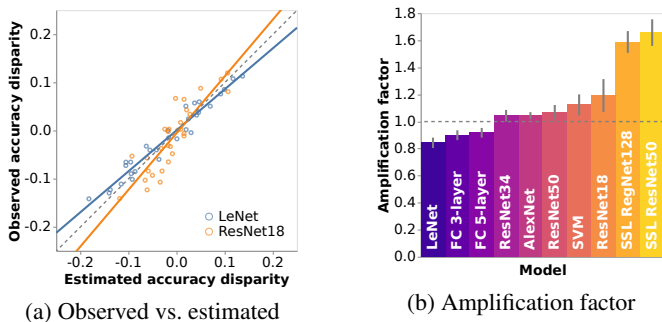 Observed accuracy disparity
0.2
0.1
0.0
-0.1
-0.2
-0.2
-0.1
0.0
0.1
0.2
Estimated accuracy disparity
LeNet
ResNet18
(a) Observed vs. estimated
Amplification factor
1.8
1.6
1.4
1.2
1.0
0.8
0.6
0.4
0.2
0.0
LeNet
FC 3-layer
FC 5-layer
ResNet34
AlexNet
ResNet50
SVM
ResNet18
SSL RegNet128
SSL ResNet50
Model
(b) Amplification factor